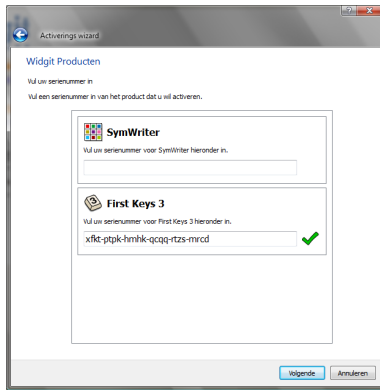 Activerings wizard
Widgit Producten
Vul uw serienummer in
Vul een serienummer in van het product dat u wil activeren.
SymWriter
Vul uw serienummer voor SymWriter hieronder in.
3
First Keys 3
Vul uw serienummer voor First Keys 3 hieronder in.
xfkt-ptpk-hmhk-qcqq-rtzs-mrcd
Volgende
Annuleren